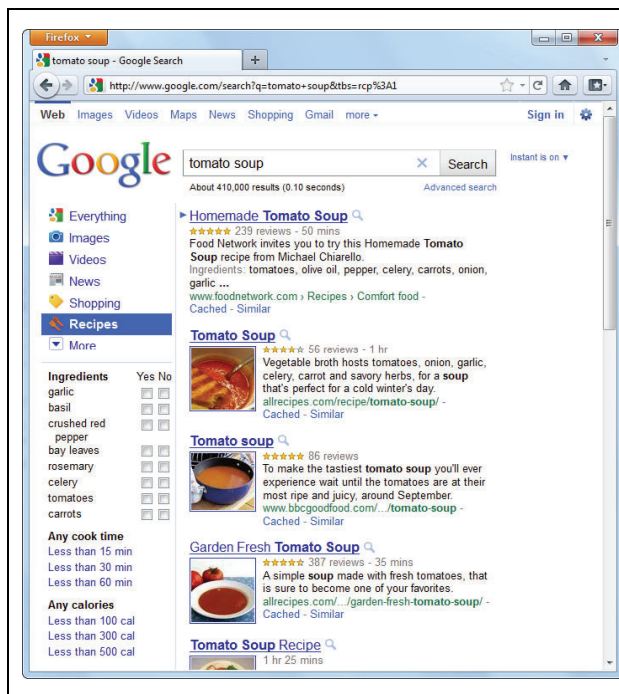 Firefox
tomato soup - Google Search
http://www.google.com/search?q=tomato+soup&tbs=rcp%3A1
Web Images Videos Maps News Shopping Gmail more Sign in
Google
tomato soup
Search
Instant is on
About 410,000 results (0.10 seconds)
Advanced search
Everything
Images
Videos
News
Shopping
Recipes
More
Ingredients Yes No
garlic
basil
crushed red
pepper
bay leaves
rosemary
celery
tomatoes
carrots
Any cook time
Less than 15 min
Less than 30 min
Less than 60 min
Any calories
Less than 100 cal
Less than 300 cal
Less than 500 cal
Homemade Tomato Soup
239 reviews - 50 mins
Food Network invites you to try this Homemade Tomato
Soup recipe from Michael Chiarello.
Ingredients: tomatoes, olive oil, pepper, celery, carrots, onion,
garlic ...
www.foodnetwork.com › Recipes › Comfort food -
Cached - Similar
Tomato Soup
56 reviews - 1 hr
Vegetable broth hosts tomatoes, onion, garlic,
celery, carrot and savory herbs, for a soup
that's perfect for a cold winter's day.
allrecipes.com/recipe/tomato-soup/ -
Cached - Similar
Tomato soup
86 reviews
To make the tastiest tomato soup you'll ever
experience wait until the tomatoes are at their
most ripe and juicy, around September.
www.bbcgoodfood.com/.../tomato-soup -
Cached - Similar
Garden Fresh Tomato Soup
387 reviews - 35 mins
A simple soup made with fresh tomatoes, that
is sure to become one of your favorites.
allrecipes.com/.../garden-fresh-tomato-soup/ -
Cached - Similar
Tomato Soup Recipe
1 hr 25 mins